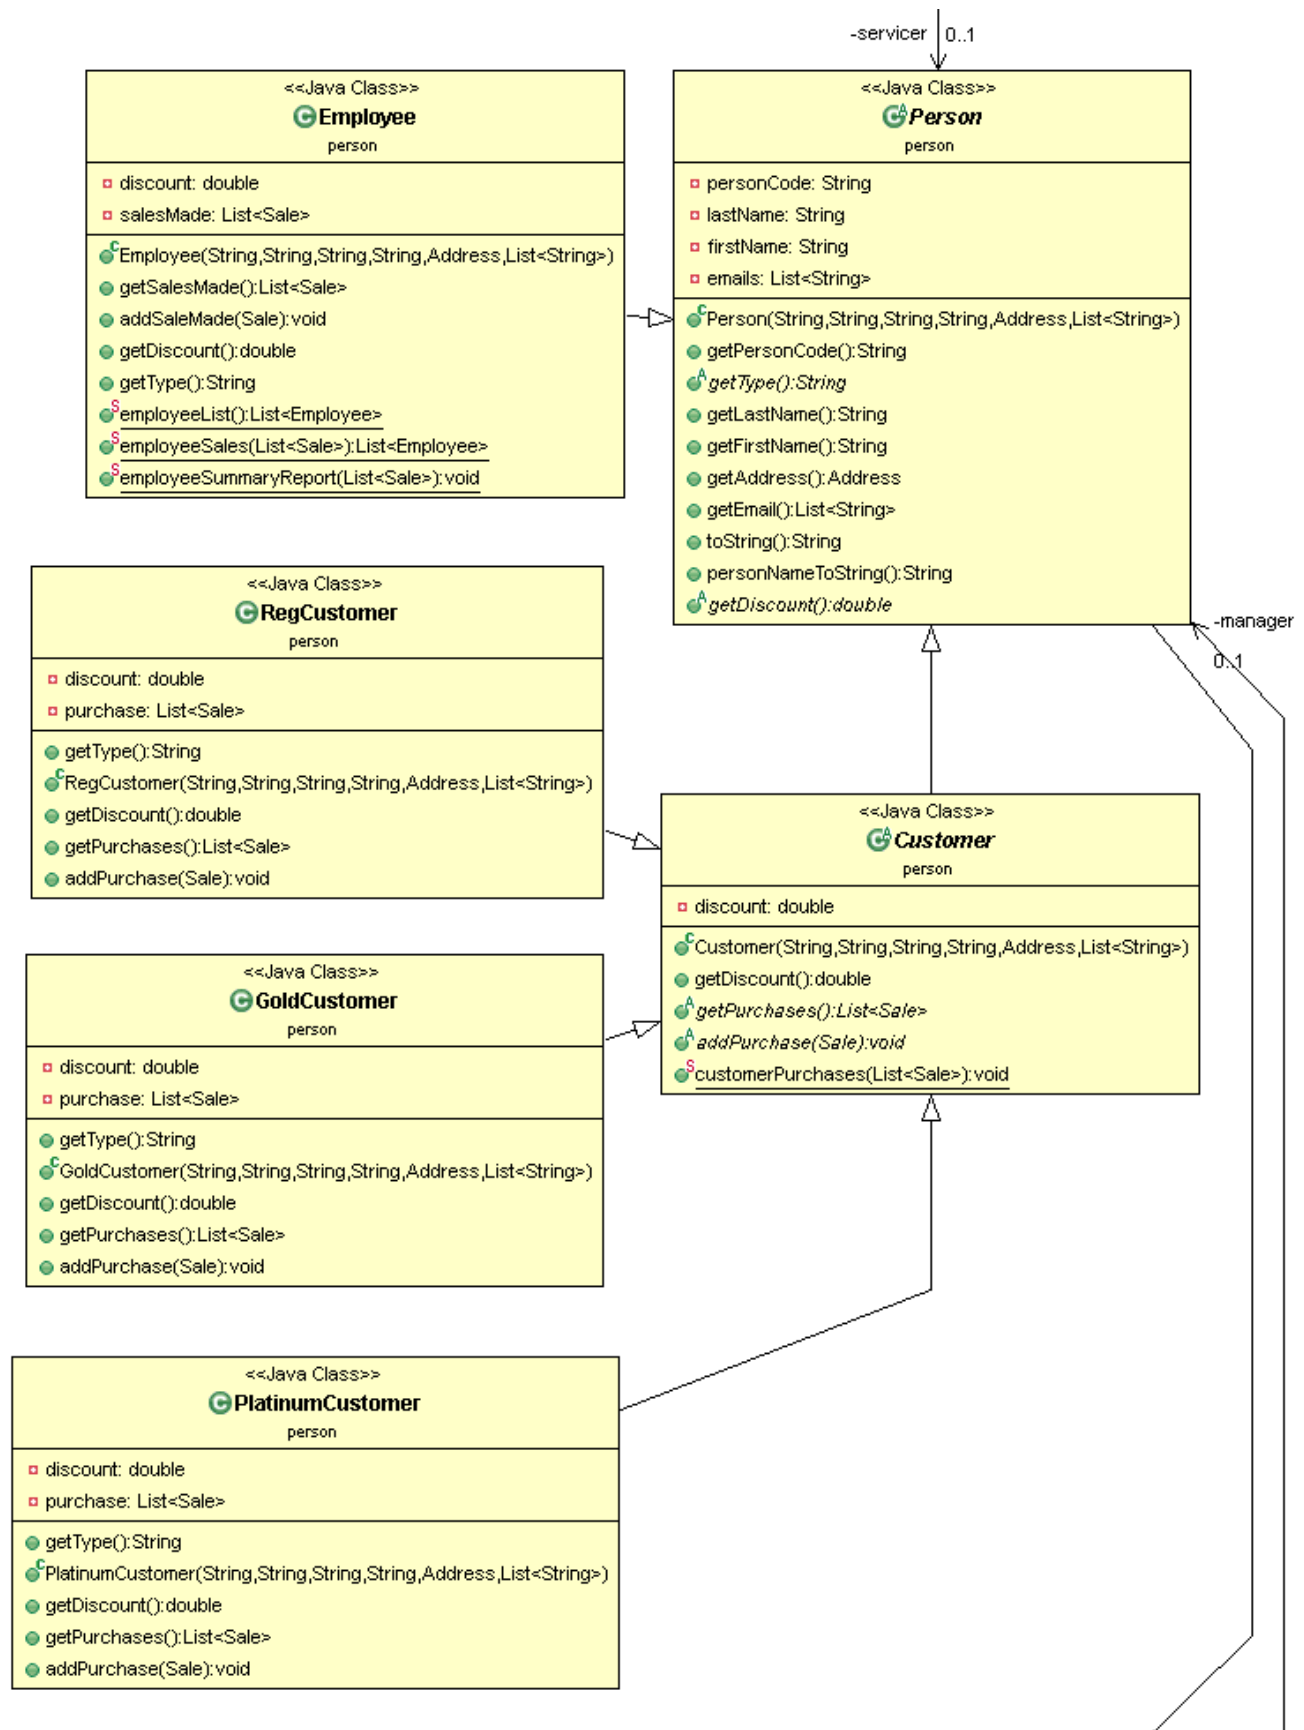 -servicer 0..1
<<Java Class>>
Employee
person
discount: double
salesMade: List<Sale>
Employee(String,String,String,String,Address,List<String>)
getSalesMade():List<Sale>
addSaleMade(Sale):void
getDiscount():double
getType():String
employeeList():List<Employee>
employeeSales(List<Sale>):List<Employee>
employeeSummaryReport(List<Sale>):void
<<Java Class>>
Person
person
personCode: String
lastName: String
firstName: String
emails: List<String>
Person(String,String,String,String,Address,List<String>)
getPersonCode():String
getType():String
getLastName():String
getFirstName():String
getAddress():Address
getEmail():List<String>
toString():String
personNameToString():String
getDiscount():double
-manager
0..1
<<Java Class>>
RegCustomer
person
discount: double
purchase: List<Sale>
getType():String
RegCustomer(String,String,String,String,Address,List<String>)
getDiscount():double
getPurchases():List<Sale>
addPurchase(Sale):void
<<Java Class>>
Customer
person
discount: double
Customer(String,String,String,String,Address,List<String>)
getDiscount():double
getPurchases():List<Sale>
addPurchase(Sale):void
customerPurchases(List<Sale>):void
<<Java Class>>
GoldCustomer
person
discount: double
purchase: List<Sale>
getType():String
GoldCustomer(String,String,String,String,Address,List<String>)
getDiscount():double
getPurchases():List<Sale>
addPurchase(Sale):void
<<Java Class>>
PlatinumCustomer
person
discount: double
purchase: List<Sale>
getType():String
PlatinumCustomer(String,String,String,String,Address,List<String>)
getDiscount():double
getPurchases():List<Sale>
addPurchase(Sale):void